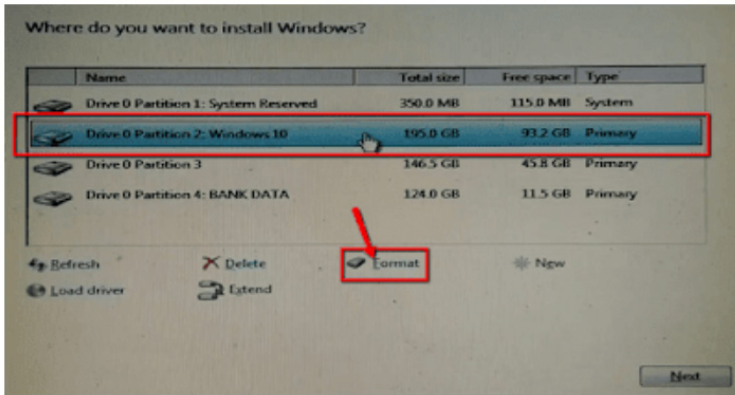 Where do you want to install Windows?
Name Total size Free space Type
Drive 0 Partition 1: System Reserved 350.0 MB 115.0 MB System
Drive 0 Partition 2: Windows 10 195.0 GB 93.2 GB Primary
Drive 0 Partition 3 146.5 GB 45.8 GB Primary
Drive 0 Partition 4: BANK DATA 124.0 GB 11.5 GB Primary
Refresh Delete Format New
Load driver Extend
Next